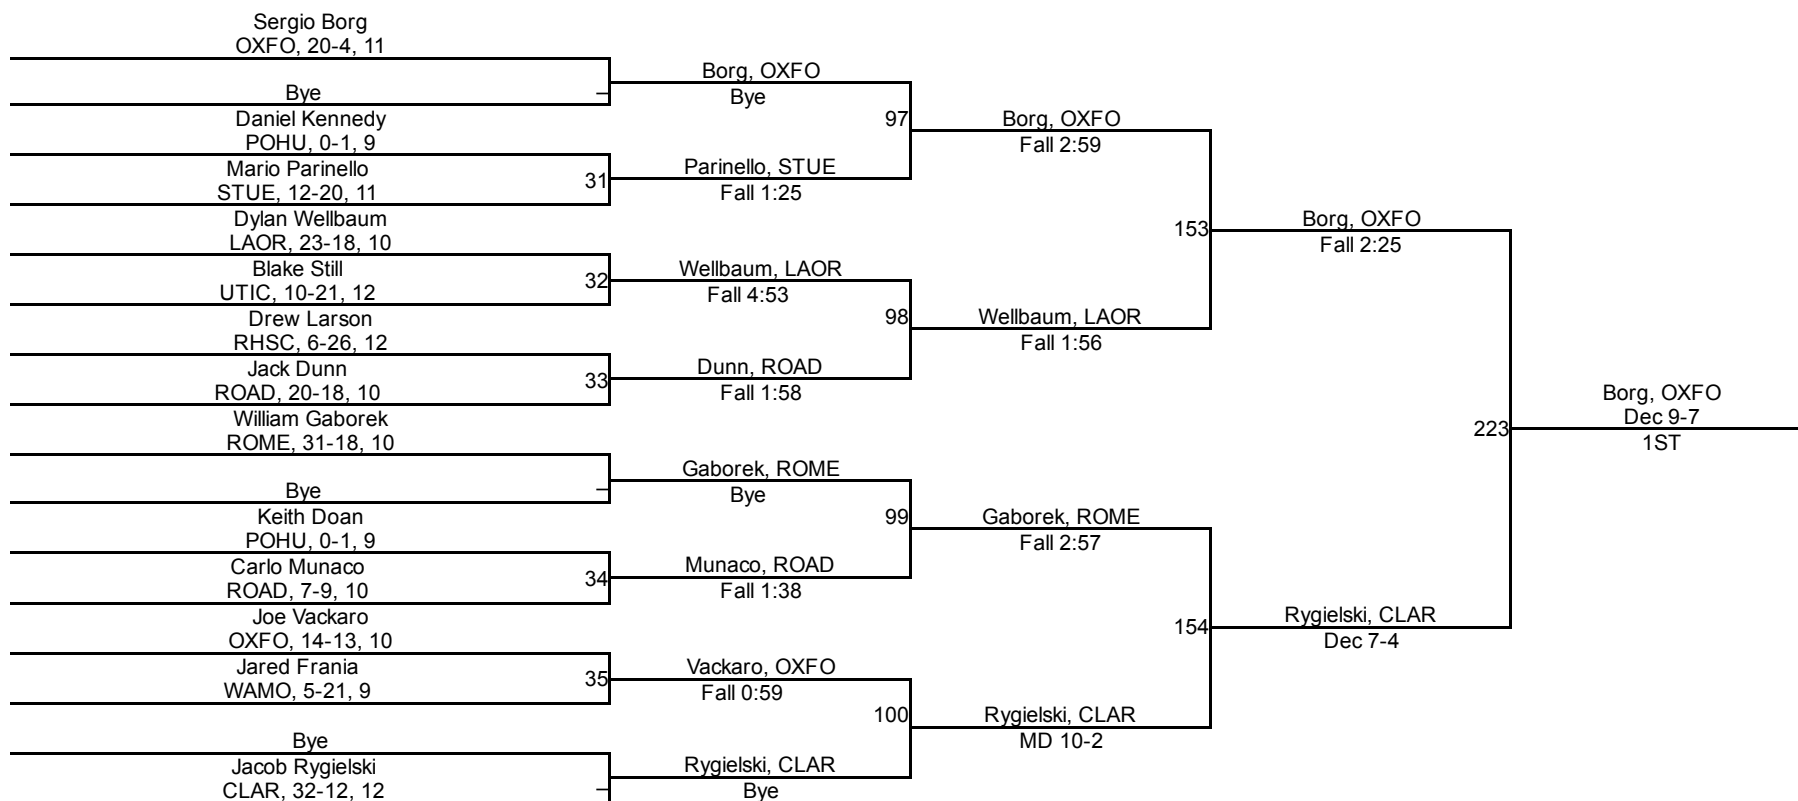 Sergio Borg
OXFO, 20-4, 11
Bye
Daniel Kennedy
POHU, 0-1, 9
Mario Parinello
STUE, 12-20, 11
Dylan Wellbaum
LAOR, 23-18, 10
Blake Still
UTIC, 10-21, 12
Drew Larson
RHSC, 6-26, 12
Jack Dunn
ROAD, 20-18, 10
William Gaborek
ROME, 31-18, 10
Bye
Keith Doan
POHU, 0-1, 9
Carlo Munaco
ROAD, 7-9, 10
Joe Vackaro
OXFO, 14-13, 10
Jared Frania
WAMO, 5-21, 9
Bye
Jacob Rygielski
CLAR, 32-12, 12
–
31
32
33
–
34
35
–
Borg, OXFO
Bye
Parinello, STUE
Fall 1:25
Wellbaum, LAOR
Fall 4:53
Dunn, ROAD
Fall 1:58
Gaborek, ROME
Bye
Munaco, ROAD
Fall 1:38
Vackaro, OXFO
Fall 0:59
Rygielski, CLAR
Bye
97
98
99
100
Borg, OXFO
Fall 2:59
Wellbaum, LAOR
Fall 1:56
Gaborek, ROME
Fall 2:57
Rygielski, CLAR
MD 10-2
153
154
Borg, OXFO
Fall 2:25
Rygielski, CLAR
Dec 7-4
223
Borg, OXFO
Dec 9-7
1ST